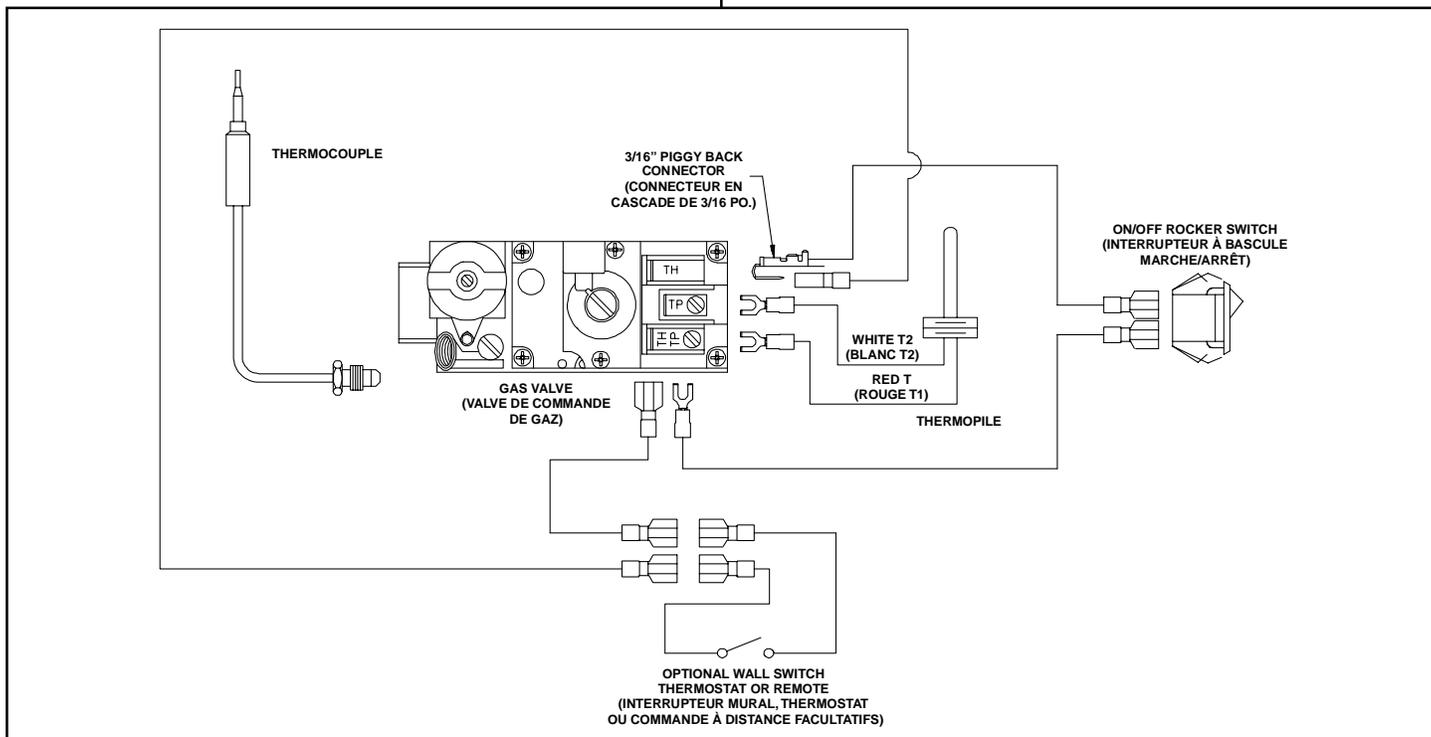 THERMOCOUPLE
3/16” PIGGY BACK
CONNECTOR
(CONNECTEUR EN
CASCADE DE 3/16 PO.)
ON/OFF ROCKER SWITCH
(INTERRUPTEUR À BASCULE
MARCHE/ARRÊT)
TH
TP
TH
TP
WHITE T2
(BLANC T2)
RED T
(ROUGE T1)
THERMOPILE
GAS VALVE
(VALVE DE COMMANDE
DE GAZ)
OPTIONAL WALL SWITCH
THERMOSTAT OR REMOTE
(INTERRUPTEUR MURAL, THERMOSTAT
OU COMMANDE À DISTANCE FACULTATIFS)